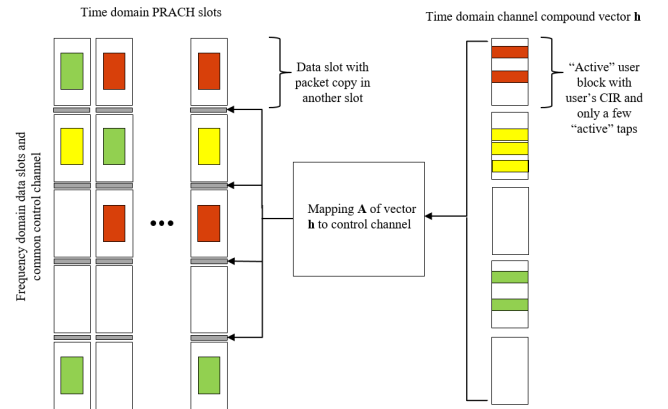 Time domain PRACH slots
Time domain channel compound vector h
Frequency domain data slots and
common control channel
Data slot with
packet copy in
another slot
“Active” user
block with
user’s CIR and
only a few
“active” taps
•••
Mapping A of vector
h to control channel